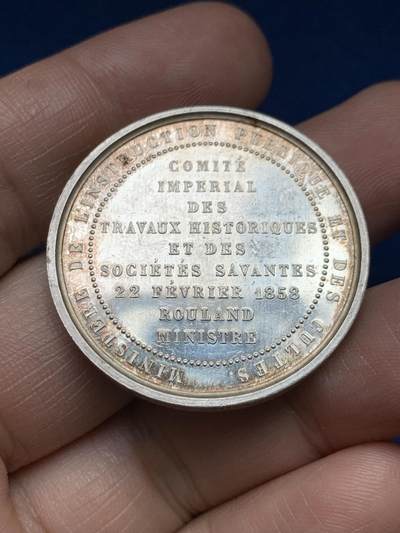 MINISTÈRE DE L'INSTRUCTION PUBLIQUE ET DES CULTES.
COMITÉ
IMPERIAL
DES
TRAVAUX HISTORIQUES
ET DES
SOCIÉTÉS SAVANTES
22 FÉVRIER 1858
ROULAND
MINISTRE